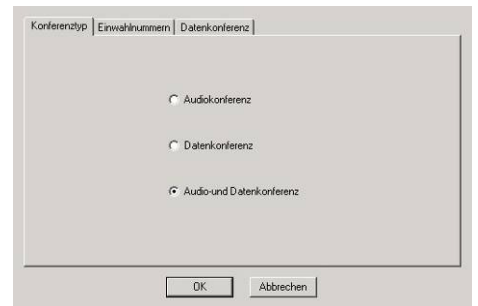 Konferenztyp Einwahlnummern Datenkonferenz
Audiokonferenz
Datenkonferenz
Audio-und Datenkonferenz
OK Abbrechen